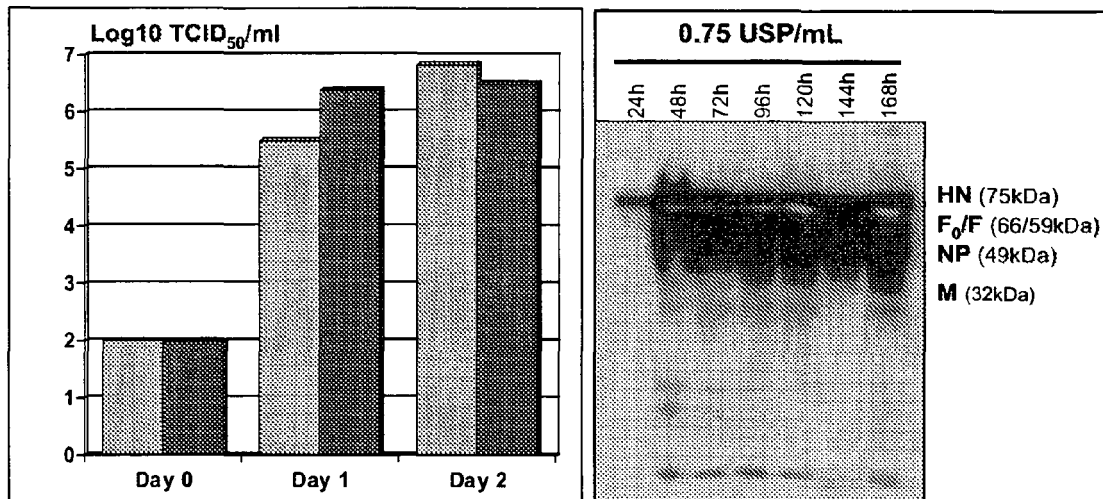 Log10 TCID50/ml
7
6
5
4
3
2
1
0
Day 0 Day 1 Day 2
0.75 USP/mL
24h 48h 72h 96h 120h 144h 168h
HN (75kDa)
F0/F (66/59kDa)
NP (49kDa)
M (32kDa)